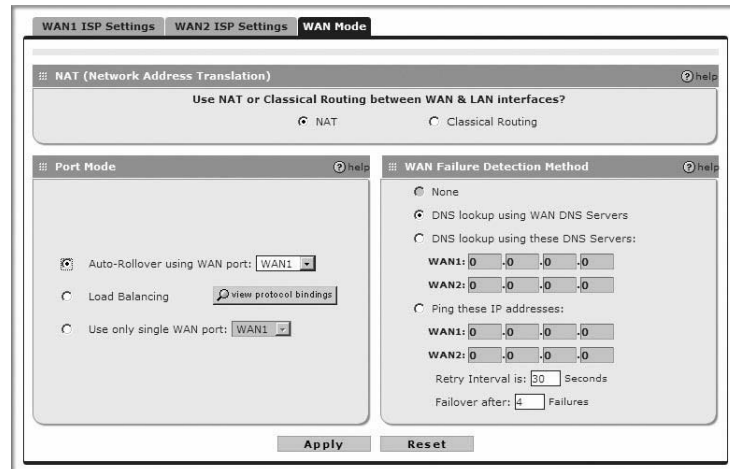 WAN1 ISP Settings WAN2 ISP Settings WAN Mode
NAT (Network Address Translation) help
Use NAT or Classical Routing between WAN & LAN interfaces?
NAT Classical Routing
Port Mode help
Auto-Rollover using WAN port: WAN1
Load Balancing view protocol bindings
Use only single WAN port: WAN1
WAN Failure Detection Method help
None
DNS lookup using WAN DNS Servers
DNS lookup using these DNS Servers:
WAN1: 0 .0 .0 .0
WAN2: 0 .0 .0 .0
Ping these IP addresses:
WAN1: 0 .0 .0 .0
WAN2: 0 .0 .0 .0
Retry Interval is: 30 Seconds
Failover after: 4 Failures
Apply Reset